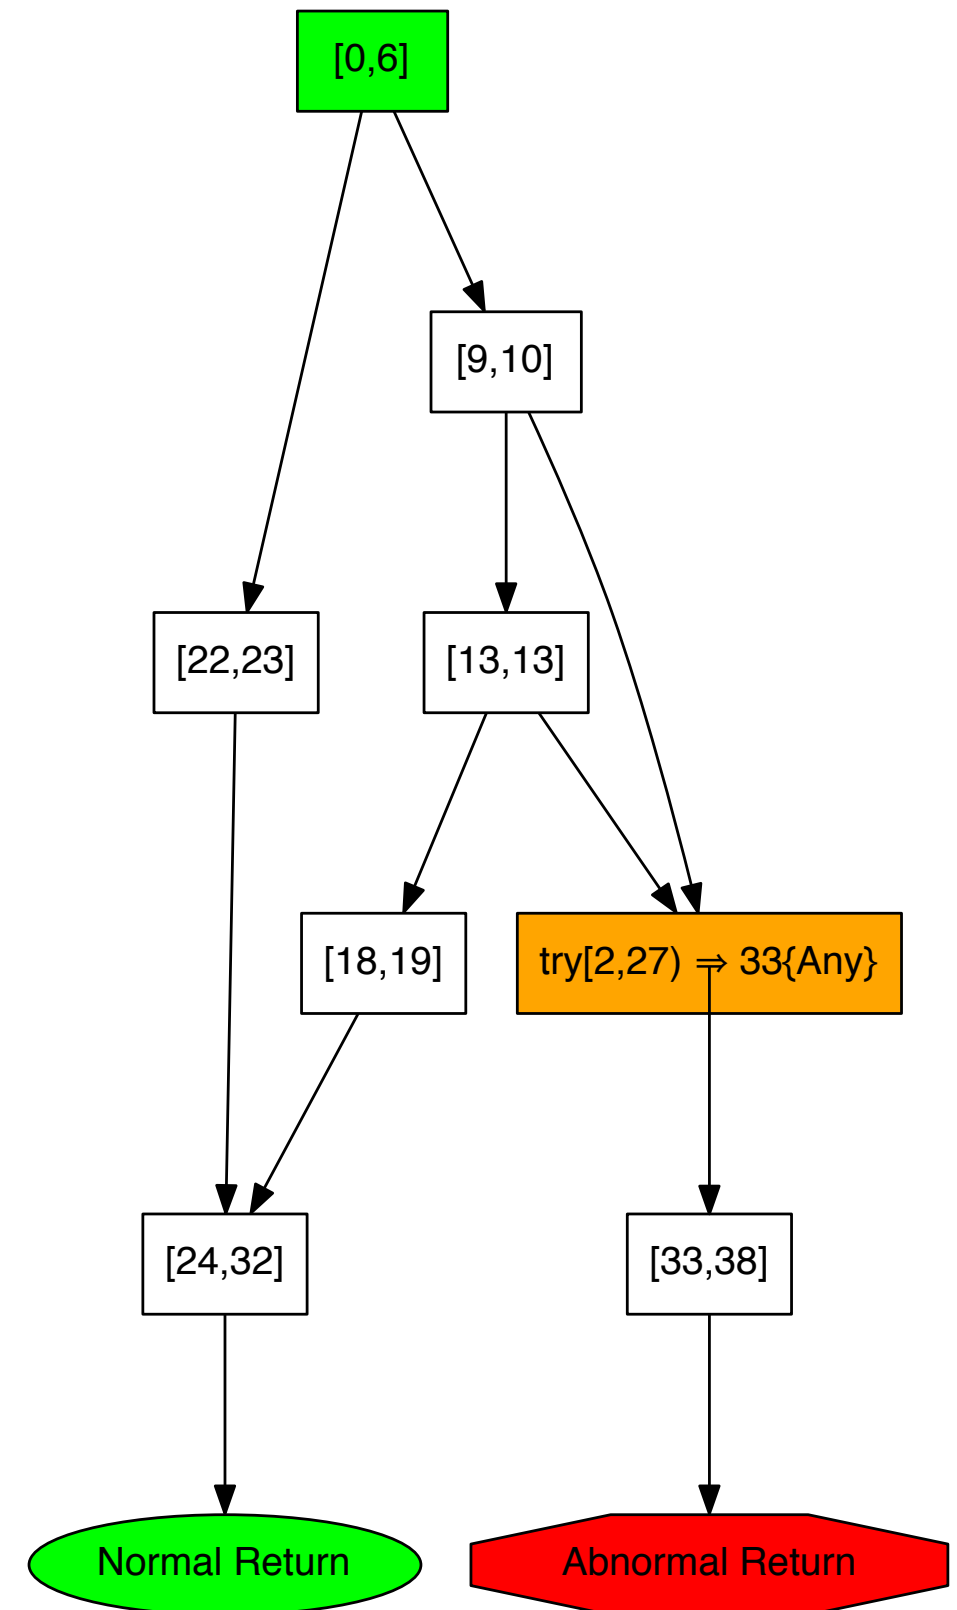 [0,6]
[9,10]
[22,23]
[13,13]
[18,19]
try[2,27) ⇒ 33{Any}
[24,32]
[33,38]
Normal Return
Abnormal Return